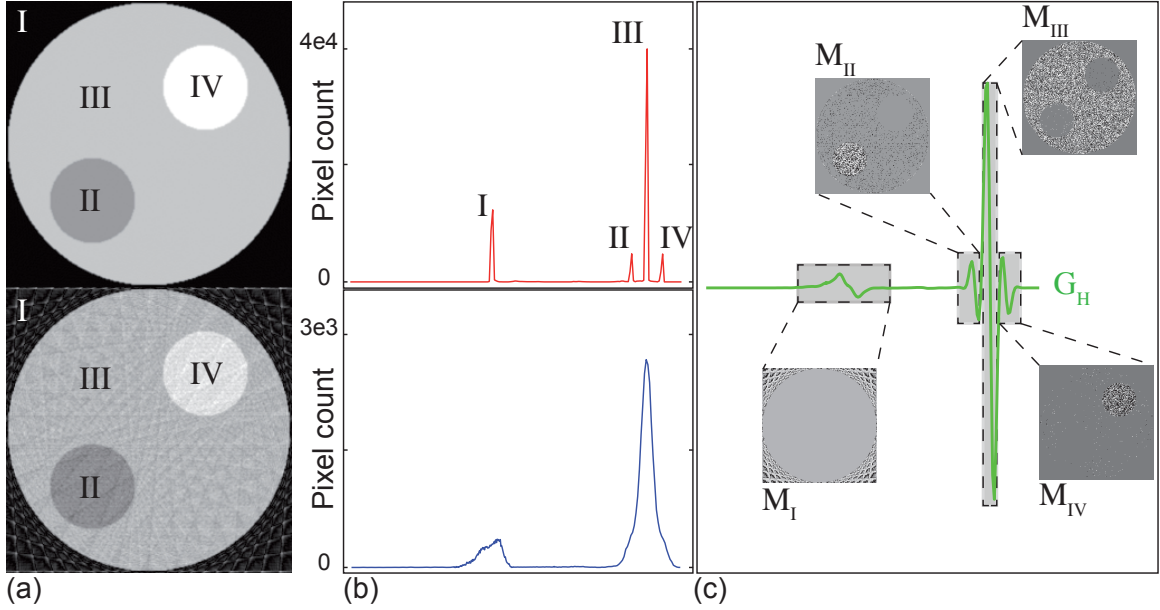 I
III
IV
II
I
III
IV
II
(a)
4e4
Pixel count
0
I
II
III
IV
3e3
Pixel count
0
(b)
M_II
M_III
G_H
M_I
M_IV
(c)